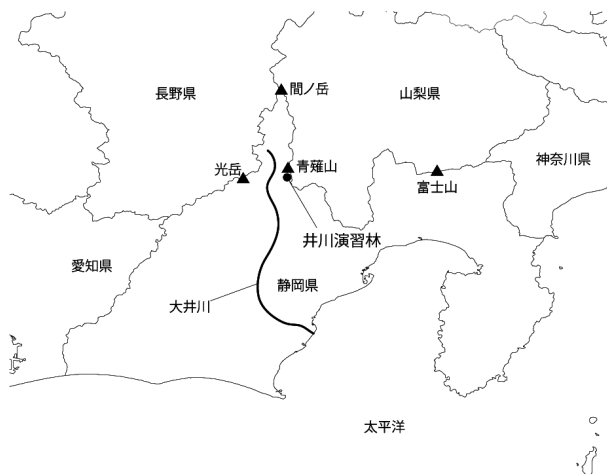 間ノ岳
長野県
山梨県
神奈川県
光岳
青薙山
富士山
井川演習林
愛知県
静岡県
大井川
太平洋